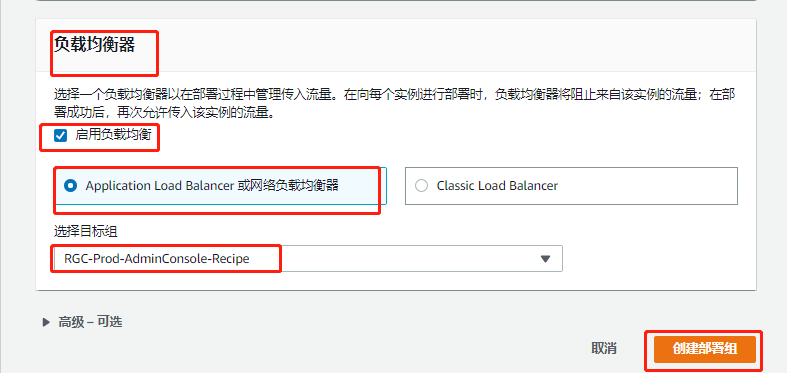 负载均衡器
选择一个负载均衡器以在部署过程中管理传入流量。在向每个实例进行部署时，负载均衡器将阻止来自该实例的流量；在部
署成功后，再次允许传入该实例的流量。
启用负载均衡
Application Load Balancer 或网络负载均衡器
Classic Load Balancer
选择目标组
RGC-Prod-AdminConsole-Recipe
高级 – 可选
取消
创建部署组